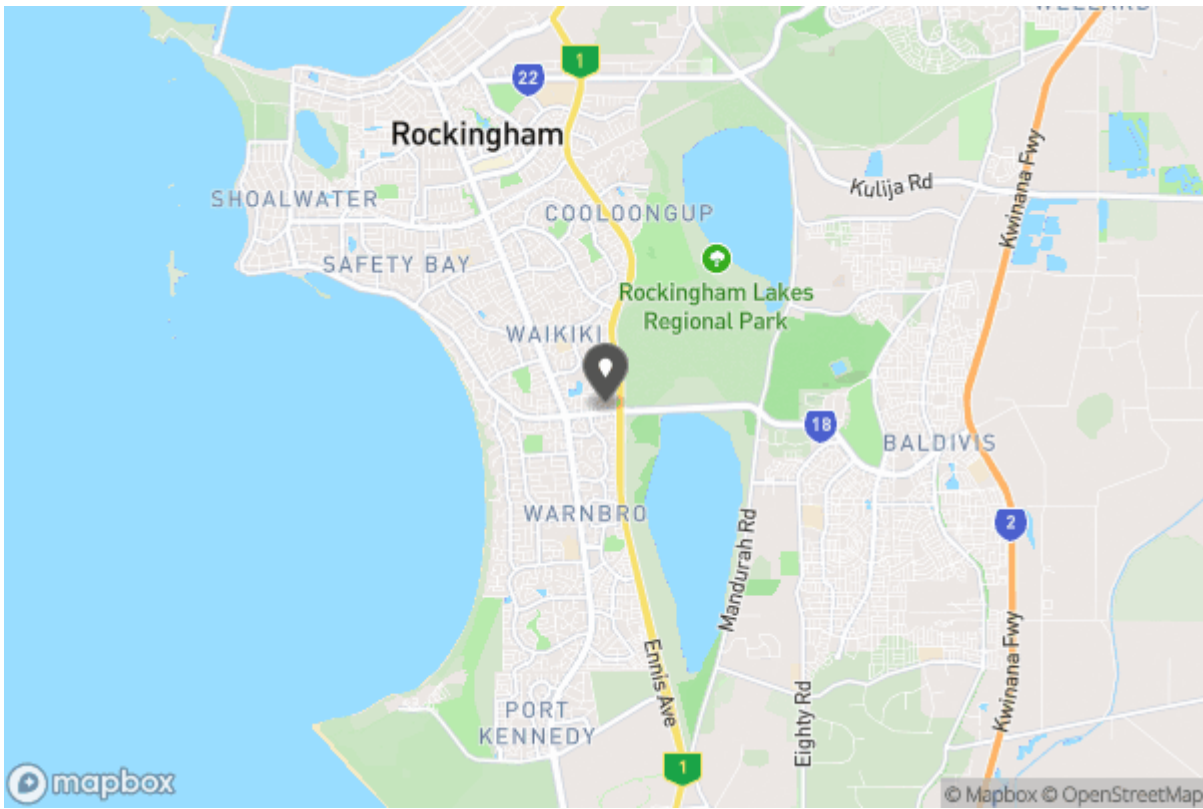 WELLARD
1
22
Rockingham
Kwinana Fwy
Kulija Rd
SHOALWATER
COOLOONGUP
SAFETY BAY
Rockingham Lakes
Regional Park
WAIKIKI
18
BALDIVIS
WARNBRO
2
Mandurah Rd
Ennis Ave
Eighty Rd
Kwinana Fwy
PORT
KENNEDY
1
mapbox
© Mapbox © OpenStreetMap